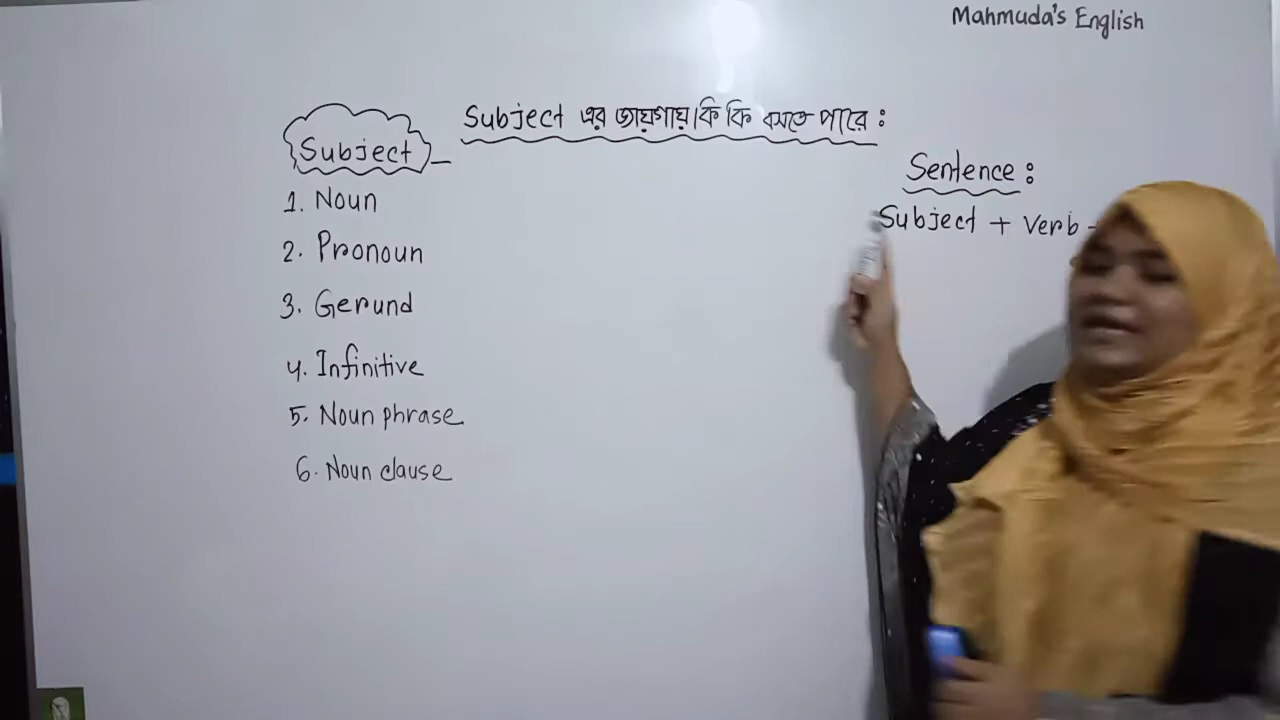 Mahmuda's English
Subject এর জায়গায় কি কি বসতে পারে :
Subject
1. Noun
2. Pronoun
3. Gerund
4. Infinitive
5. Noun phrase
6. Noun clause
Sentence :
Subject + Verb -